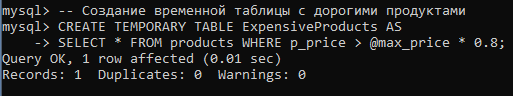 mysql> -- Создание временной таблицы с дорогими продуктами
mysql> CREATE TEMPORARY TABLE ExpensiveProducts AS
    -> SELECT * FROM products WHERE p_price > @max_price * 0.8;
Query OK, 1 row affected (0.01 sec)
Records: 1  Duplicates: 0  Warnings: 0